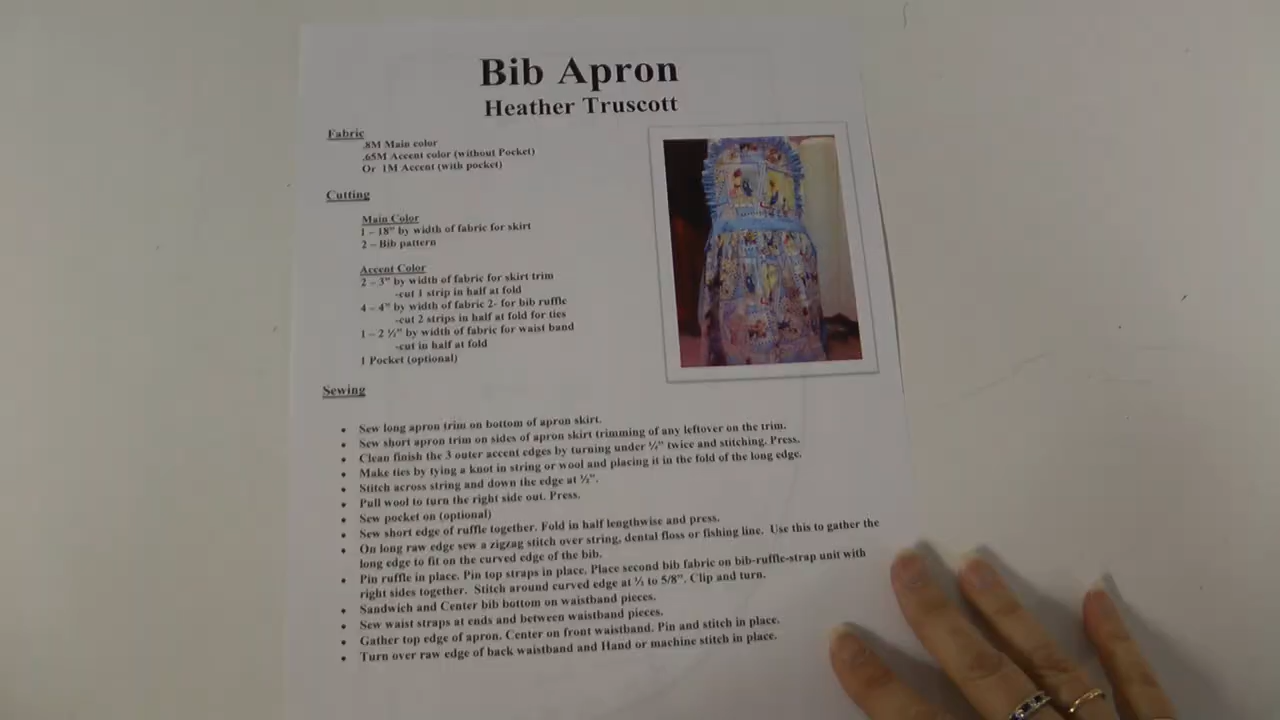 Bib Apron
Heather Truscott
Fabric
.8M Main color
.65M Accent color (without Pocket)
Or 1M Accent (with pocket)
Cutting
Main Color
1 – 18" by width of fabric for skirt
2 – Bib pattern
Accent Color
2 – 3" by width of fabric for skirt trim
-cut 1 strip in half at fold
4 – 4" by width of fabric 2- for bib ruffle
-cut 2 strips in half at fold for ties
1 – 2 ½" by width of fabric for waist band
-cut in half at fold
1 Pocket (optional)
Sewing
• Sew long apron trim on bottom of apron skirt.
• Sew short apron trim on sides of apron skirt trimming of any leftover on the trim.
• Clean finish the 3 outer accent edges by turning under ¼" twice and stitching. Press.
• Make ties by tying a knot in string or wool and placing it in the fold of the long edge.
• Stitch across string and down the edge at ½".
• Pull wool to turn the right side out. Press.
• Sew pocket on (optional)
• Sew short edge of ruffle together. Fold in half lengthwise and press.
• On long raw edge sew a zigzag stitch over string, dental floss or fishing line. Use this to gather the
long edge to fit on the curved edge of the bib.
• Pin ruffle in place. Pin top straps in place. Place second bib fabric on bib-ruffle-strap unit with
right sides together. Stitch around curved edge at ½ to 5/8". Clip and turn.
• Sandwich and Center bib bottom on waistband pieces.
• Sew waist straps at ends and between waistband pieces.
• Gather top edge of apron. Center on front waistband. Pin and stitch in place.
• Turn over raw edge of back waistband and Hand or machine stitch in place.